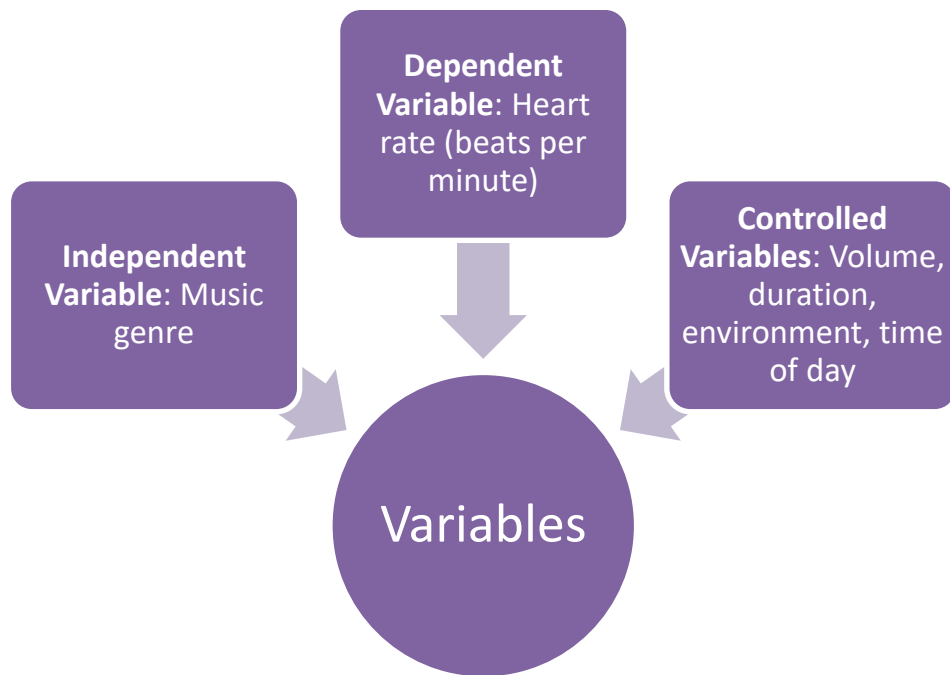 Dependent
Variable: Heart
rate (beats per
minute)
Independent
Variable: Music
genre
Controlled
Variables: Volume,
duration,
environment, time
of day
Variables